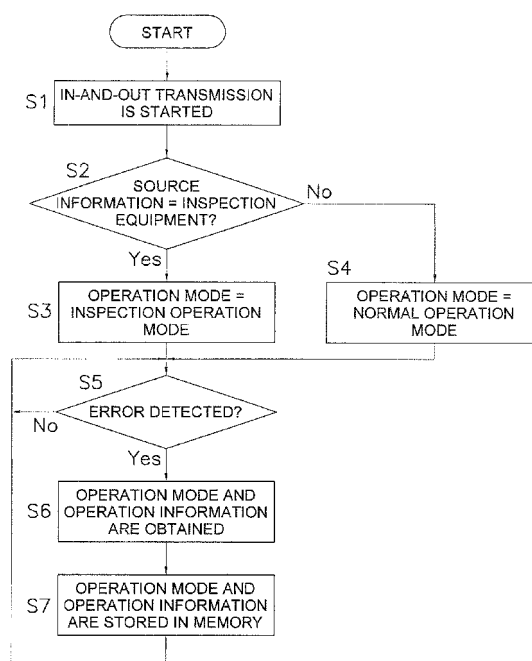 START
S1
IN-AND-OUT TRANSMISSION
IS STARTED
S2
SOURCE
INFORMATION = INSPECTION
EQUIPMENT?
No
Yes
S3
OPERATION MODE =
INSPECTION OPERATION
MODE
S4
OPERATION MODE =
NORMAL OPERATION
MODE
S5
ERROR DETECTED?
No
Yes
S6
OPERATION MODE AND
OPERATION INFORMATION
ARE OBTAINED
S7
OPERATION MODE AND
OPERATION INFORMATION
ARE STORED IN MEMORY